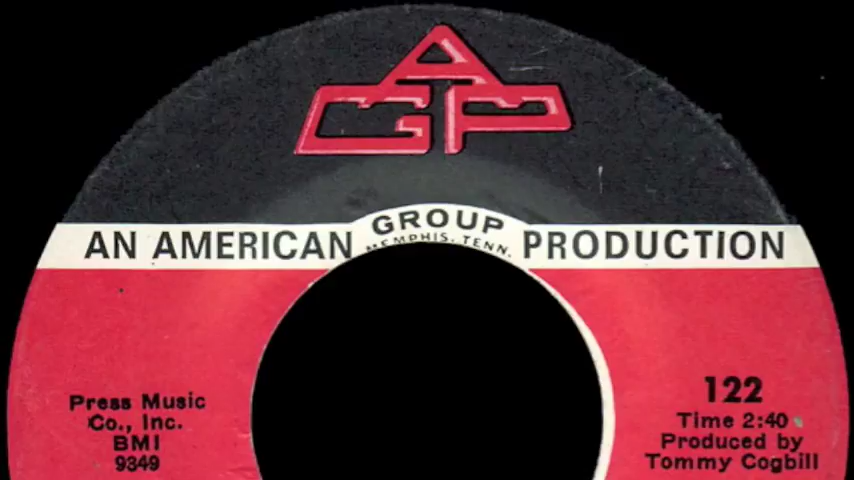 AGP
AN AMERICAN GROUP PRODUCTION
MEMPHIS, TENN.
Press Music
Co., Inc.
BMI
9349
122
Time 2:40
Produced by
Tommy Cogbill